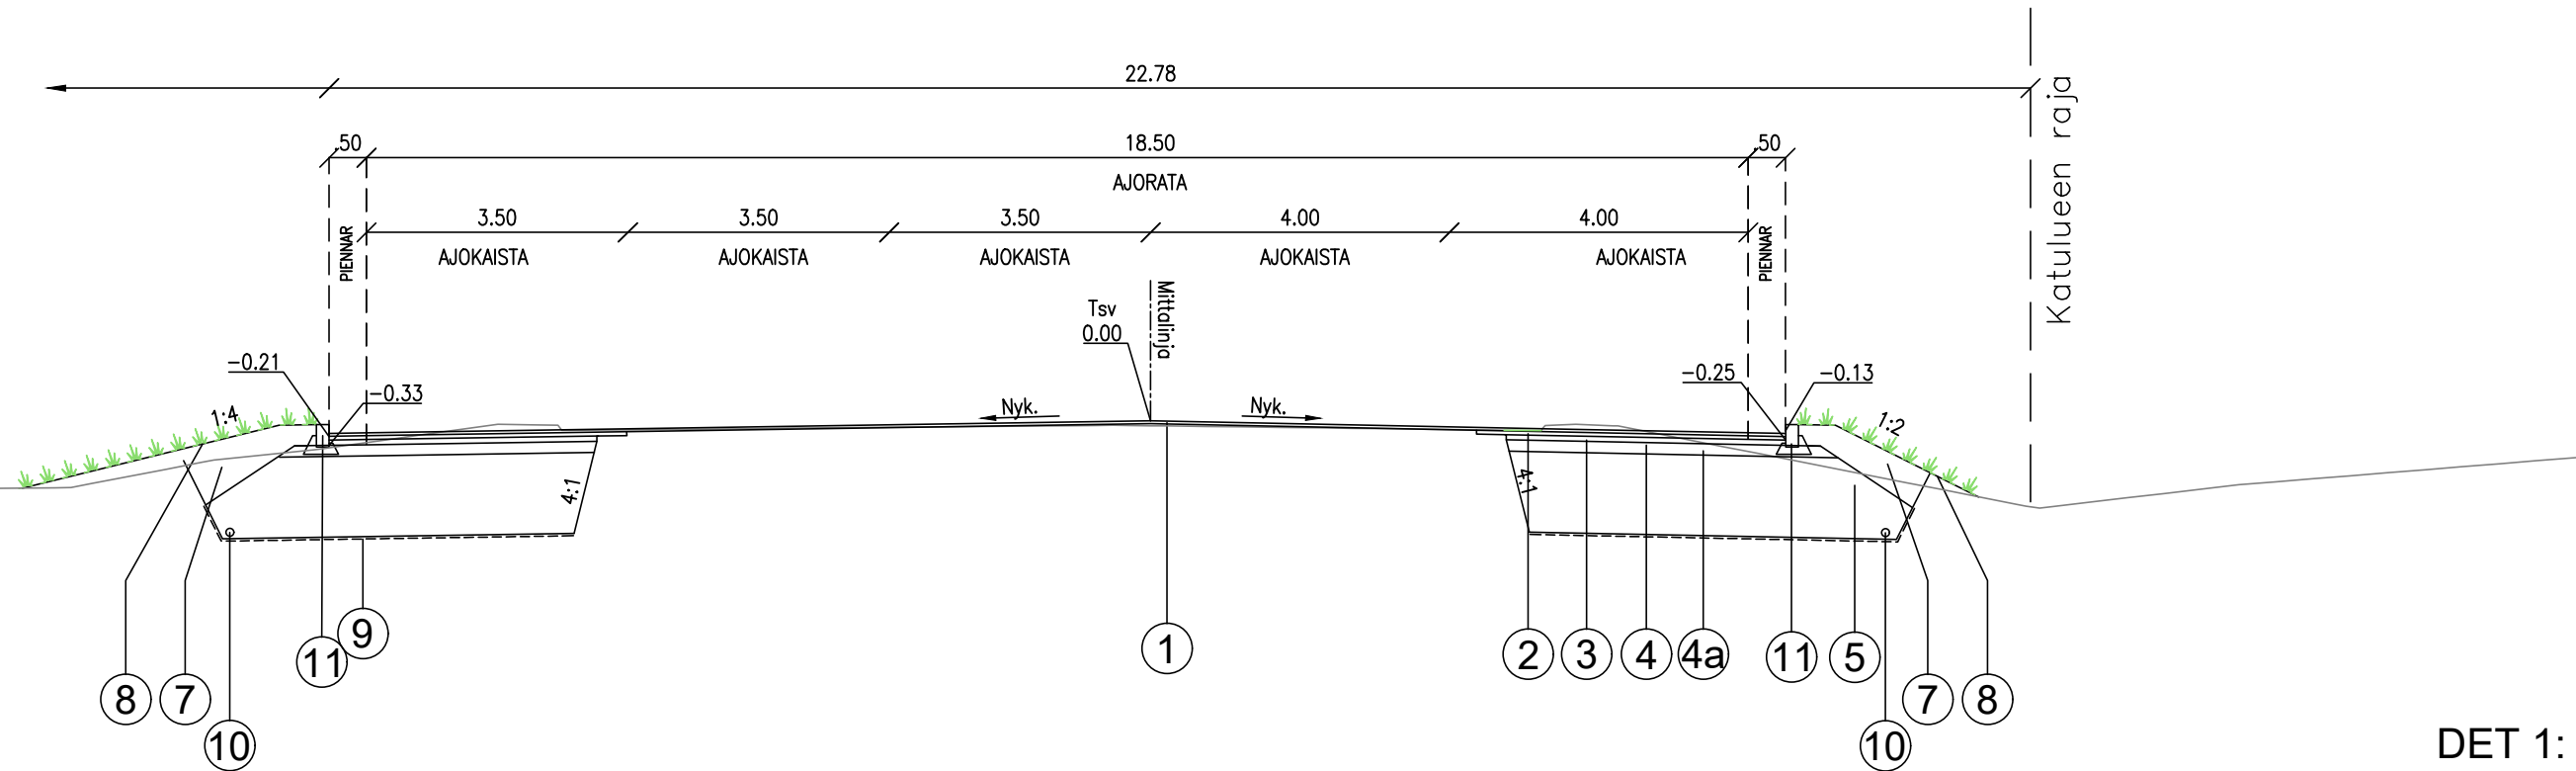 22.78
.50
18.50
.50
AJORATA
3.50
3.50
3.50
4.00
4.00
PIENNAR
AJOKAISTA
AJOKAISTA
AJOKAISTA
AJOKAISTA
AJOKAISTA
PIENNAR
Katulueen raja
Tsv
0.00
Mittalinja
-0.21
-0.33
-0.25
-0.13
1:4
Nyk.
Nyk.
1:2
4:1
4:1
9
11
1
2
3
4
4a
11
5
8
7
7
8
10
10
DET 1: